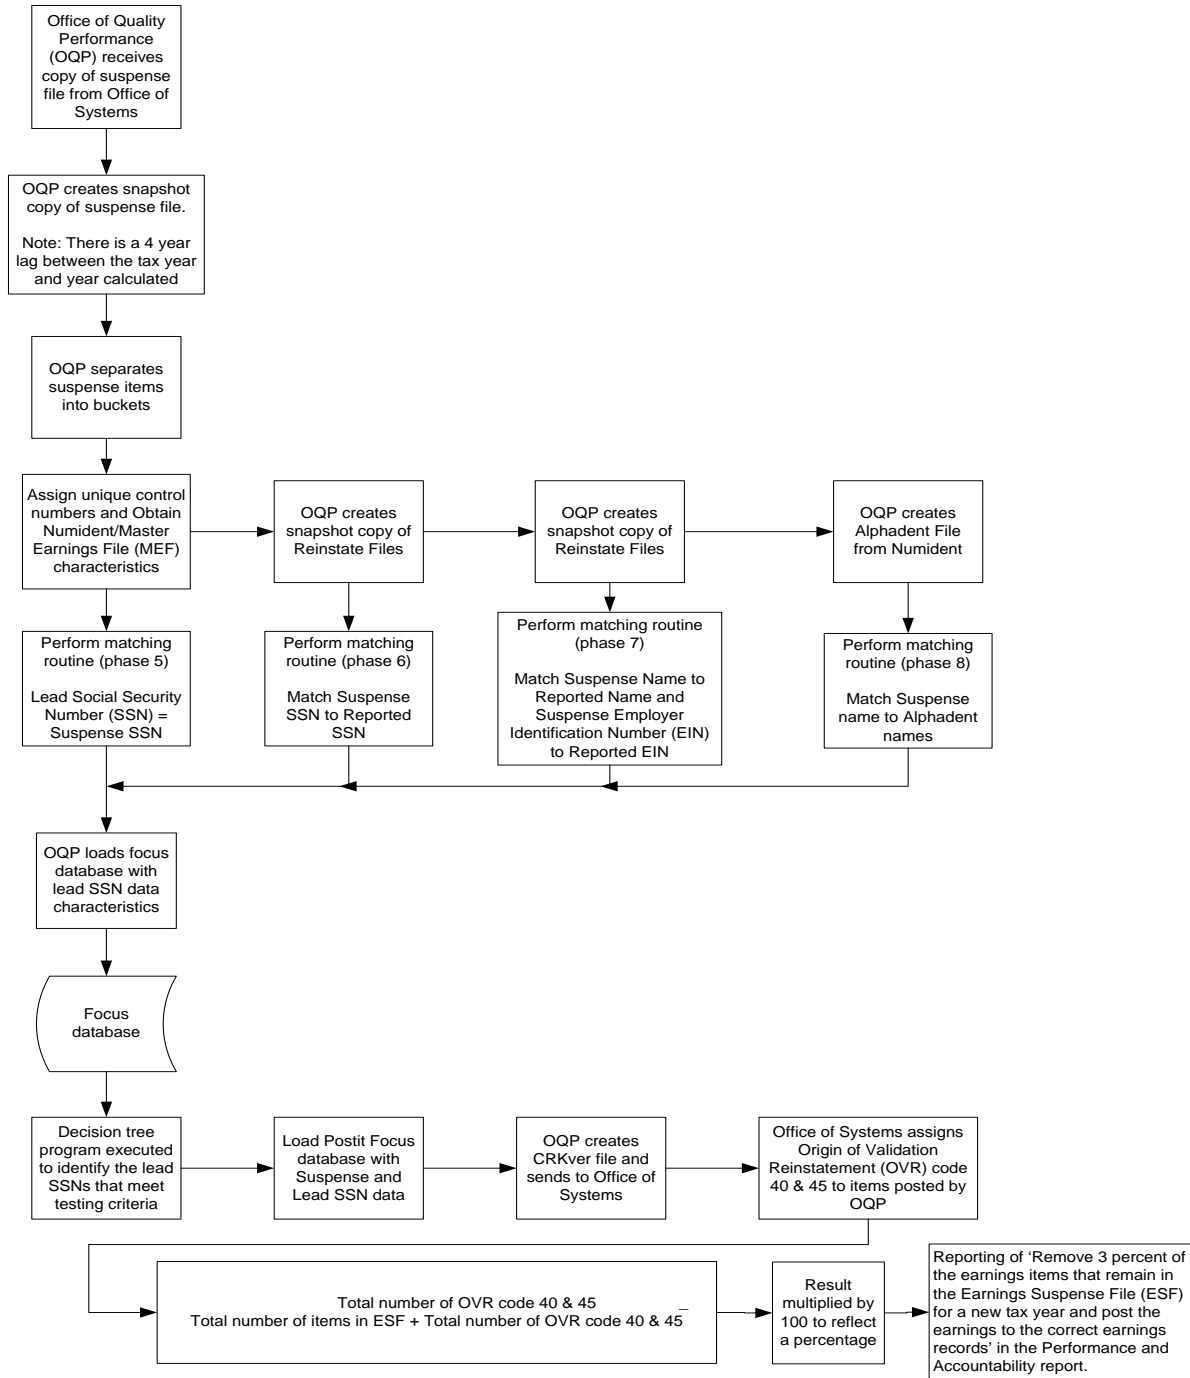 Office of Quality
Performance
(OQP) receives
copy of suspense
file from Office of
Systems
OQP creates snapshot
copy of suspense file.
Note: There is a 4 year
lag between the tax year
and year calculated
OQP separates
suspense items
into buckets
Assign unique control
numbers and Obtain
Numident/Master
Earnings File (MEF)
characteristics
OQP creates
snapshot copy of
Reinstate Files
OQP creates
snapshot copy of
Reinstate Files
OQP creates
Alphadent File
from Numident
Perform matching
routine (phase 5)
Lead Social Security
Number (SSN) =
Suspense SSN
Perform matching
routine (phase 6)
Match Suspense
SSN to Reported
SSN
Perform matching routine
(phase 7)
Match Suspense Name to
Reported Name and
Suspense Employer
Identification Number (EIN)
to Reported EIN
Perform matching
routine (phase 8)
Match Suspense
name to Alphadent
names
OQP loads focus
database with
lead SSN data
characteristics
Focus
database
Decision tree
program executed
to identify the lead
SSNs that meet
testing criteria
Load Postit Focus
database with
Suspense and
Lead SSN data
OQP creates
CRKver file and
sends to Office of
Systems
Office of Systems assigns
Origin of Validation
Reinstatement (OVR) code
40 & 45 to items posted by
OQP
Total number of OVR code 40 & 45 _
Total number of items in ESF + Total number of OVR code 40 & 45
Result
multiplied by
100 to reflect
a percentage
Reporting of ‘Remove 3 percent of
the earnings items that remain in
the Earnings Suspense File (ESF)
for a new tax year and post the
earnings to the correct earnings
records’ in the Performance and
Accountability report.